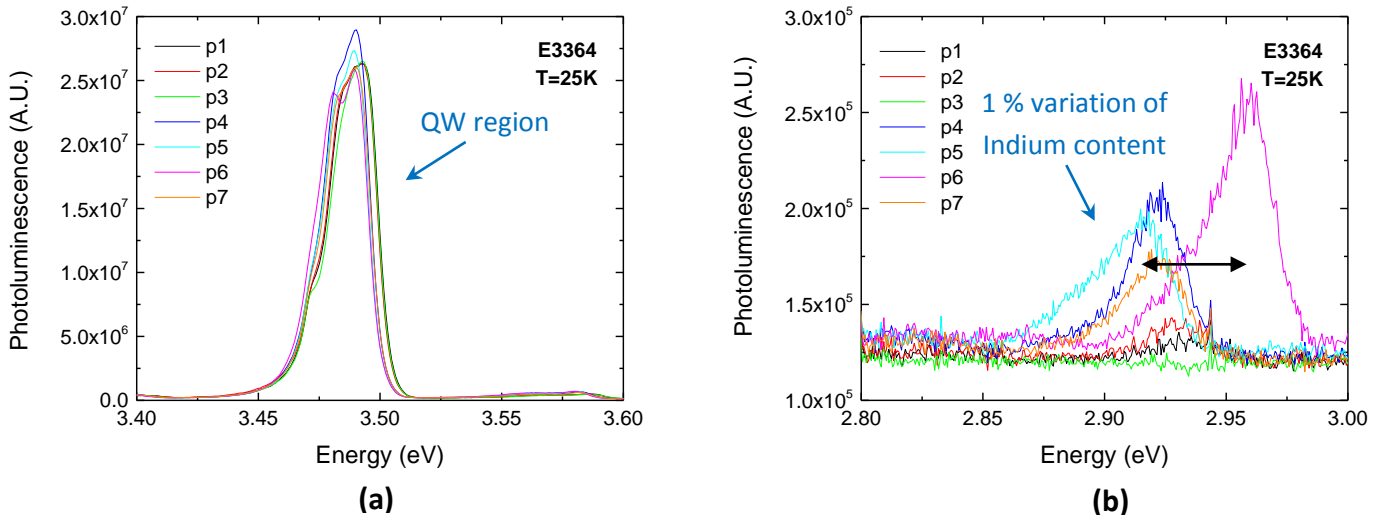 Photoluminescence (A.U.)
3.0x10⁷
2.5x10⁷
2.0x10⁷
1.5x10⁷
1.0x10⁷
5.0x10⁶
0.0
3.40
3.45
3.50
3.55
3.60
Energy (eV)
p1
p2
p3
p4
p5
p6
p7
E3364
T=25K
QW region
(a)
Photoluminescence (A.U.)
3.0x10⁵
2.5x10⁵
2.0x10⁵
1.5x10⁵
1.0x10⁵
2.80
2.85
2.90
2.95
3.00
Energy (eV)
p1
p2
p3
p4
p5
p6
p7
E3364
T=25K
1 % variation of
Indium content
(b)